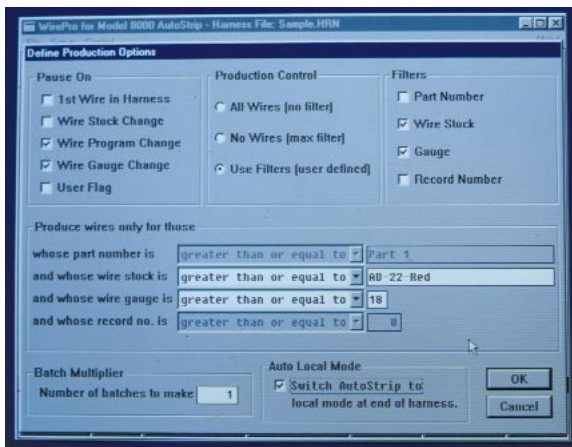 WirePro for Model 8000 AutoStrip - Harness File: Sample.HRN
Define Production Options
Pause On
1st Wire in Harness
Wire Stock Change
Wire Program Change
Wire Gauge Change
User Flag
Production Control
All Wires (no filter)
No Wires (max filter)
Use Filters (user defined)
Filters
Part Number
Wire Stock
Gauge
Record Number
Produce wires only for those
whose part number is greater than or equal to Part 1
and whose wire stock is greater than or equal to AD-22-Red
and whose wire gauge is greater than or equal to 18
and whose record no. is greater than or equal to 0
Batch Multiplier
Number of batches to make 1
Auto Local Mode
Switch AutoStrip to
local mode at end of harness.
OK
Cancel